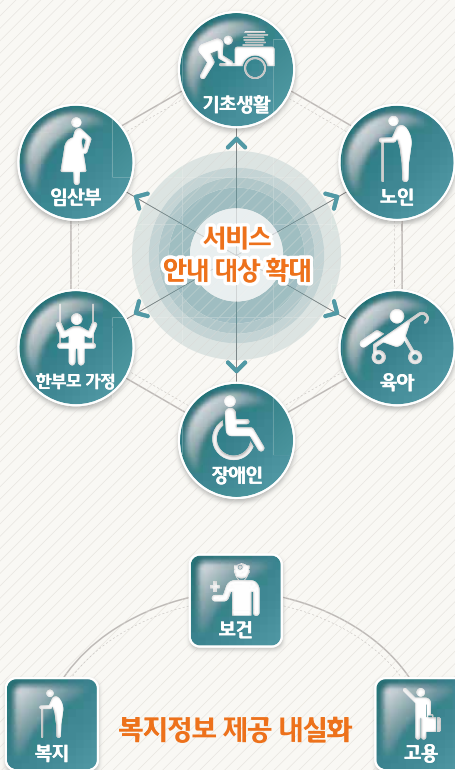 기초생활
임산부
노인
서비스
안내 대상 확대
한부모 가정
육아
장애인
보건
복지정보 제공 내실화
복지
고용